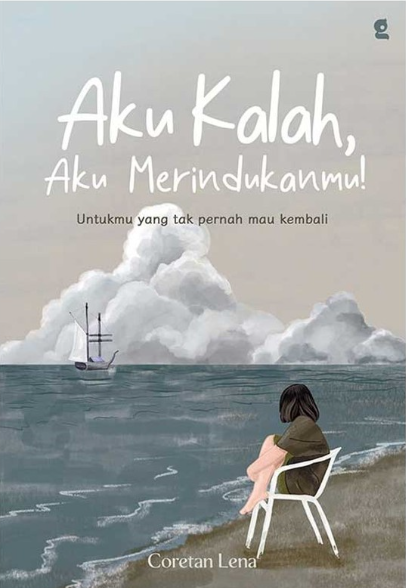 Aku Kalah,
Aku Merindukanmu!
Untukmu yang tak pernah mau kembali
Coretan Lena